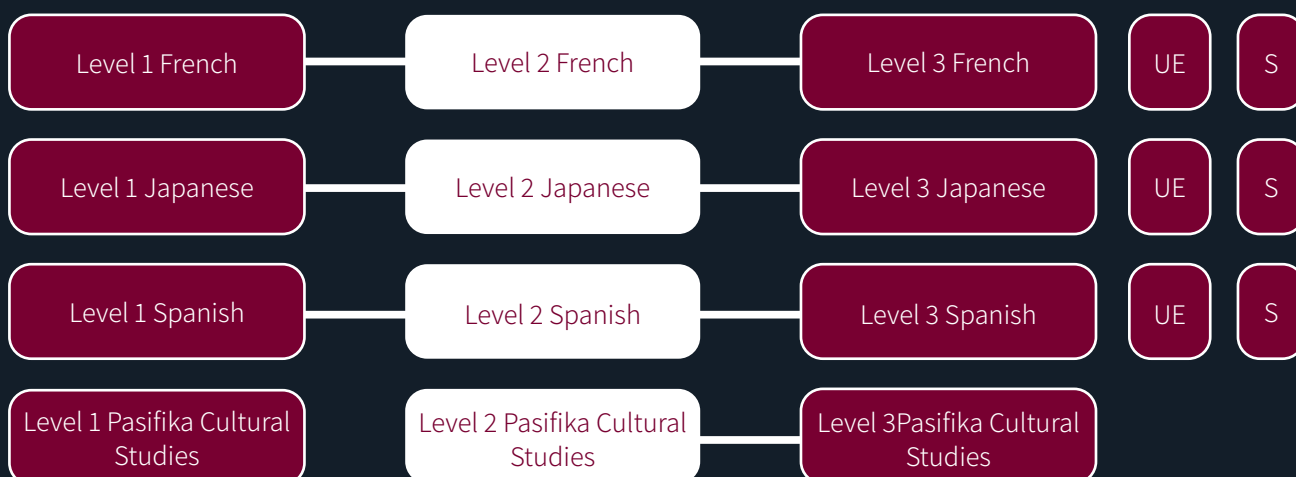 Level 1 French
Level 2 French
Level 3 French
UE
S
Level 1 Japanese
Level 2 Japanese
Level 3 Japanese
UE
S
Level 1 Spanish
Level 2 Spanish
Level 3 Spanish
UE
S
Level 1 Pasifika Cultural
Studies
Level 2 Pasifika Cultural
Studies
Level 3Pasifika Cultural
Studies